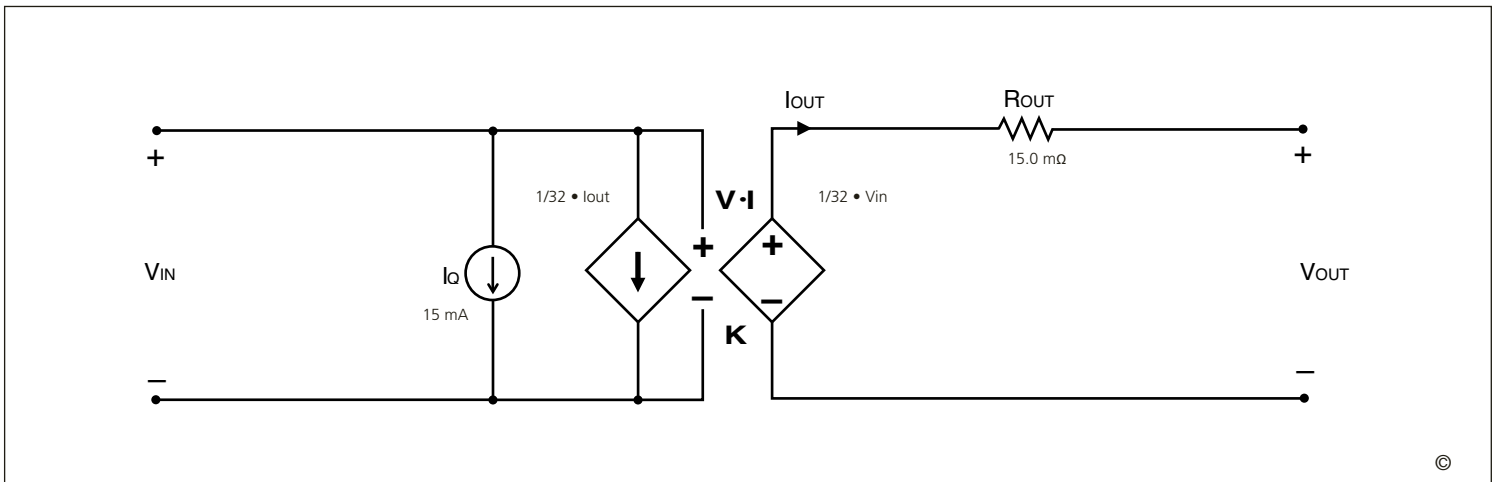 IOUT
ROUT
15.0 mΩ
+
+
1/32 • Iout
V•I
1/32 • Vin
+
+
VIN
IQ
VOUT
15 mA
–
–
K
–
–
©